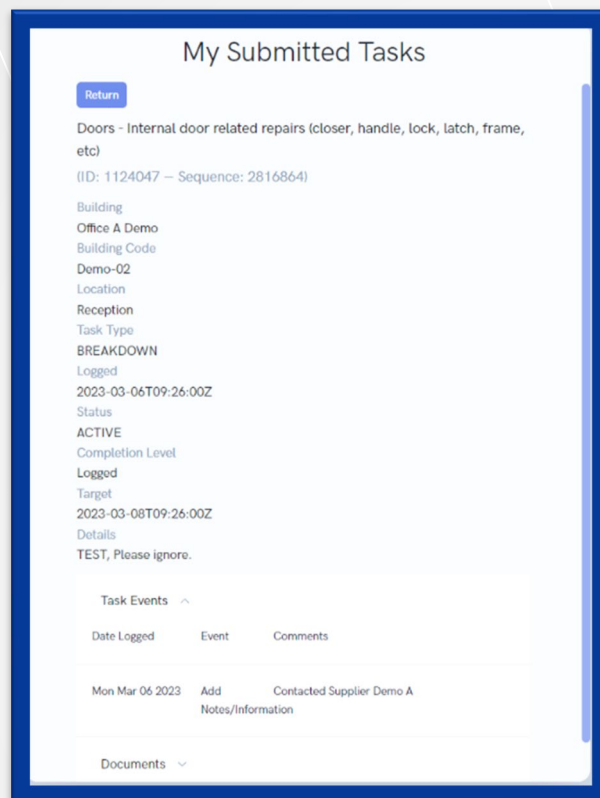 My Submitted Tasks
Return
Doors - Internal door related repairs (closer, handle, lock, latch, frame,
etc)
(ID: 1124047 – Sequence: 2816864)
Building
Office A Demo
Building Code
Demo-02
Location
Reception
Task Type
BREAKDOWN
Logged
2023-03-06T09:26:00Z
Status
ACTIVE
Completion Level
Logged
Target
2023-03-08T09:26:00Z
Details
TEST, Please ignore.
Task Events
Date Logged Event Comments
Mon Mar 06 2023 Add Contacted Supplier Demo A
Notes/Information
Documents